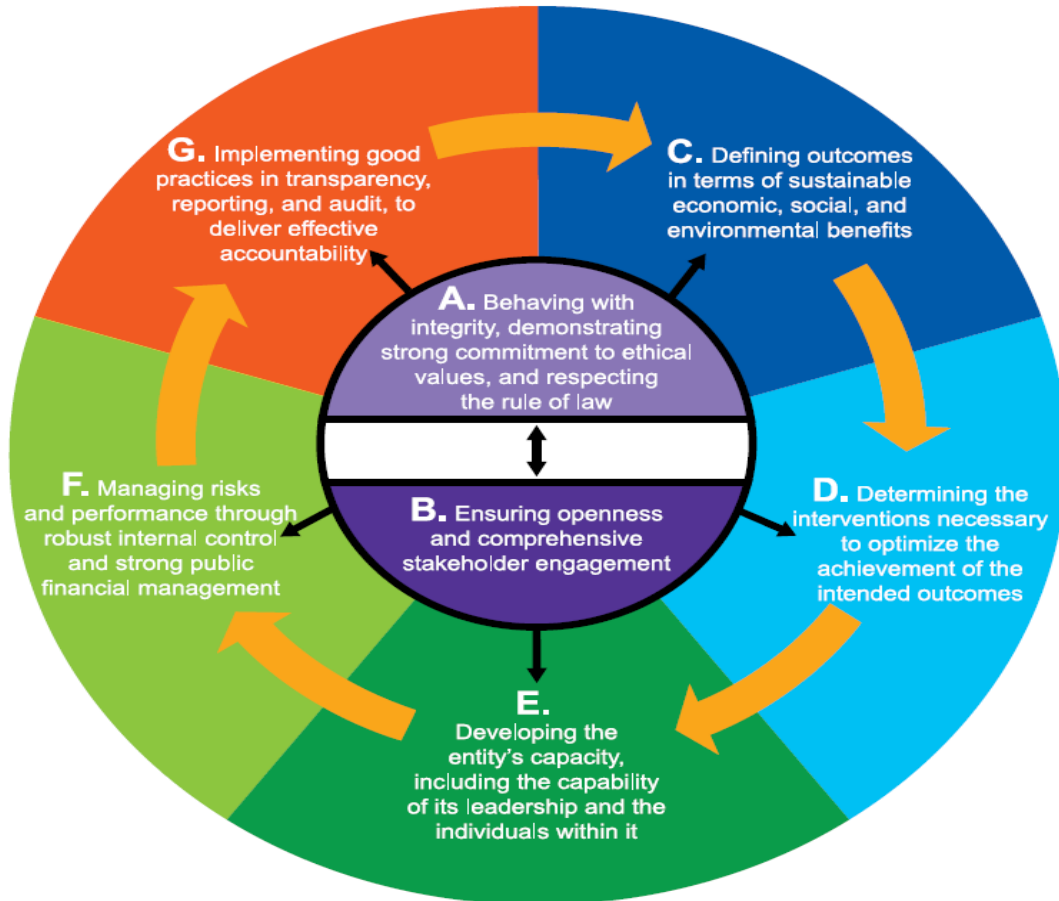 A. Behaving with
integrity, demonstrating
strong commitment to ethical
values, and respecting
the rule of law
B. Ensuring openness
and comprehensive
stakeholder engagement
C. Defining outcomes
in terms of sustainable
economic, social, and
environmental benefits
D. Determining the
interventions necessary
to optimize the
achievement of the
intended outcomes
E.
Developing the
entity's capacity,
including the capability
of its leadership and the
individuals within it
F. Managing risks
and performance through
robust internal control
and strong public
financial management
G. Implementing good
practices in transparency,
reporting, and audit, to
deliver effective
accountability